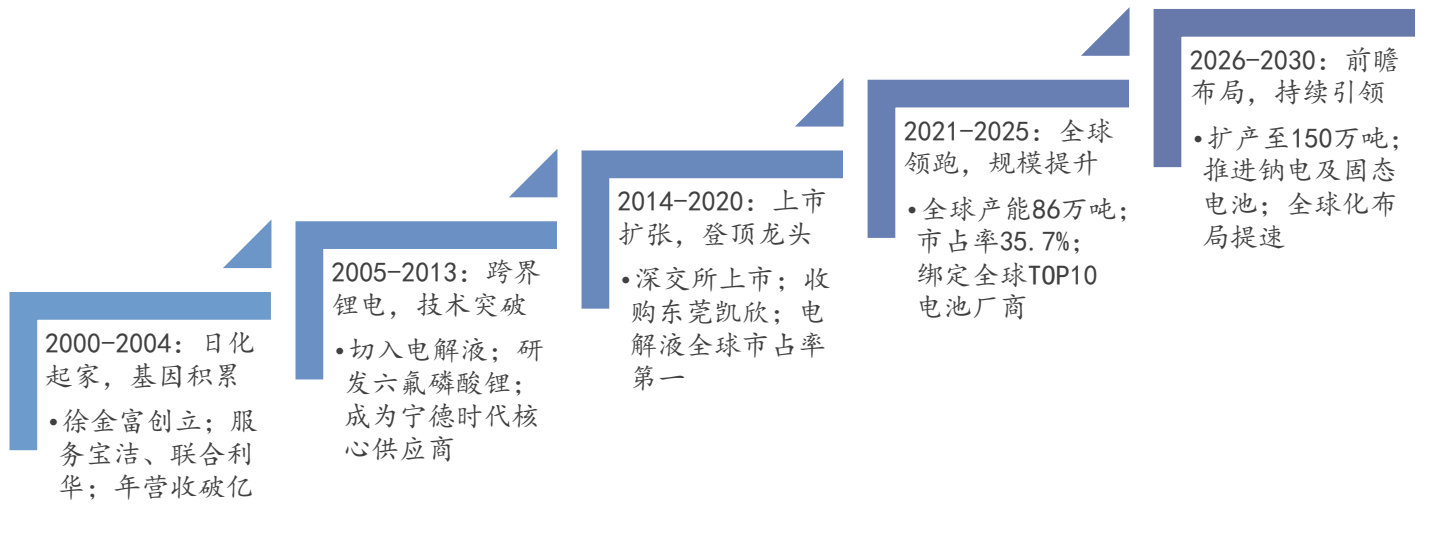 2000-2004：日化
起家，基因积累
•徐金富创立；服
务宝洁、联合利
华；年营收破亿
2005-2013：跨界
锂电，技术突破
•切入电解液；研
发六氟磷酸锂；
成为宁德时代核
心供应商
2014-2020：上市
扩张，登顶龙头
•深交所上市；收
购东莞凯欣；电
解液全球市占率
第一
2021-2025：全球
领跑，规模提升
•全球产能86万吨；
市占率35.7%；
绑定全球TOP10
电池厂商
2026-2030：前瞻
布局，持续引领
•扩产至150万吨；
推进钠电及固态
电池；全球化布
局提速